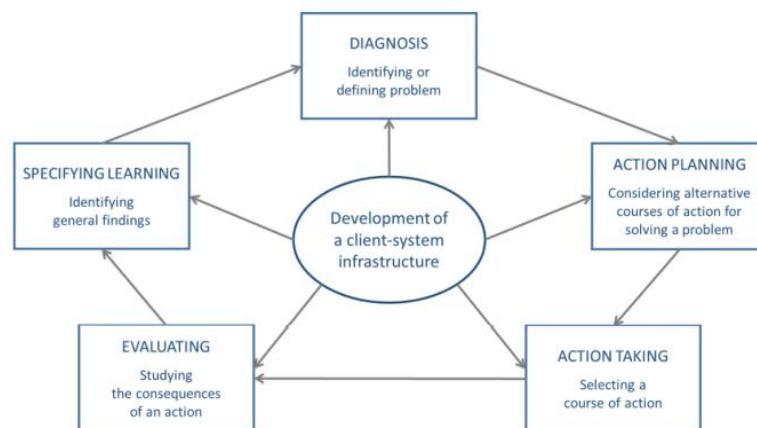 DIAGNOSIS
Identifying or
defining problem
SPECIFYING LEARNING
Identifying
general findings
ACTION PLANNING
Considering alternative
courses of action for
solving a problem
Development of
a client-system
infrastructure
EVALUATING
Studying
the consequences
of an action
ACTION TAKING
Selecting a
course of action